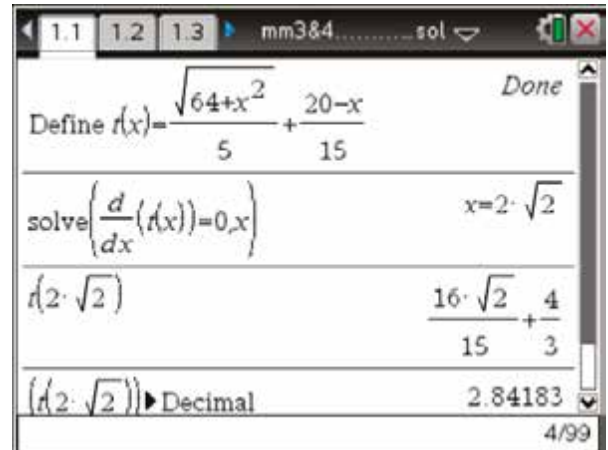 1.1 1.2 1.3 mm3&4...........sol
Define t(x)=√(64+x²)/5+(20−x)/15 Done
solve(d/dx(t(x))=0,x) x=2·√2
t(2·√2) 16·√2/15+4/3
(t(2·√2))▶Decimal 2.84183
4/99